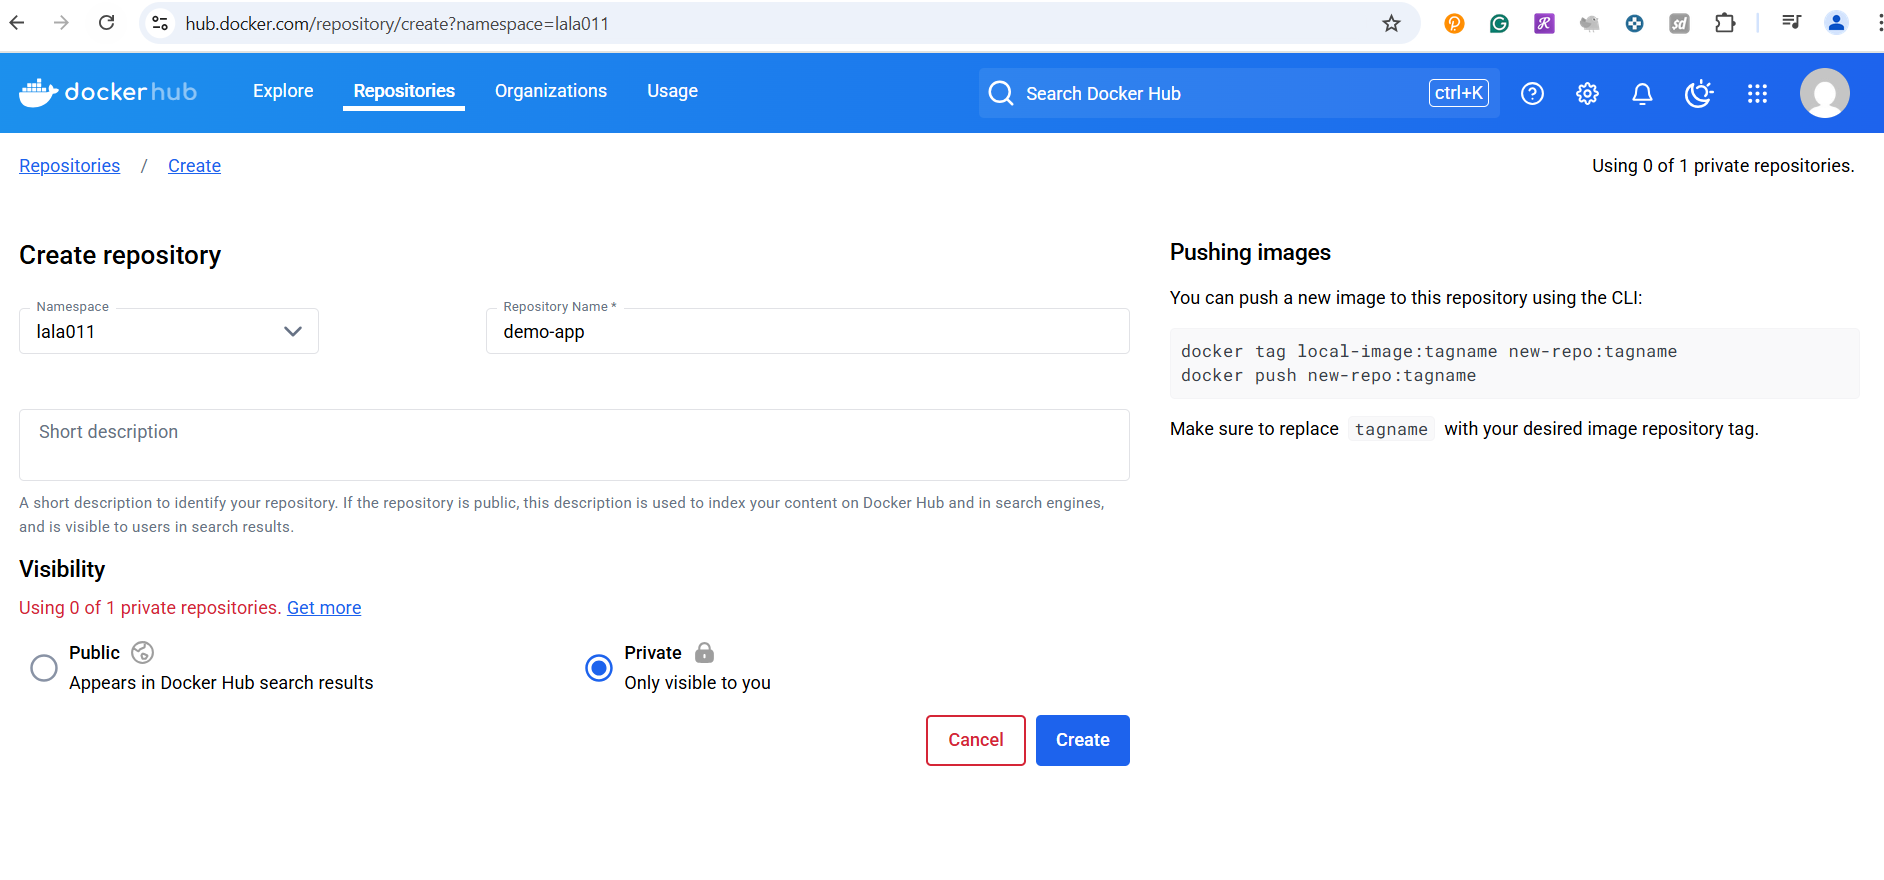 hub.docker.com/repository/create?namespace=lala011
sd
dockerhub
Explore
Repositories
Organizations
Usage
Search Docker Hub
ctrl+K
Repositories / Create
Using 0 of 1 private repositories.
Create repository
Namespace
lala011
Repository Name *
demo-app
Short description
A short description to identify your repository. If the repository is public, this description is used to index your content on Docker Hub and in search engines,
and is visible to users in search results.
Visibility
Using 0 of 1 private repositories. Get more
Public
Appears in Docker Hub search results
Private
Only visible to you
Cancel
Create
Pushing images
You can push a new image to this repository using the CLI:
docker tag local-image:tagname new-repo:tagname
docker push new-repo:tagname
Make sure to replace tagname with your desired image repository tag.